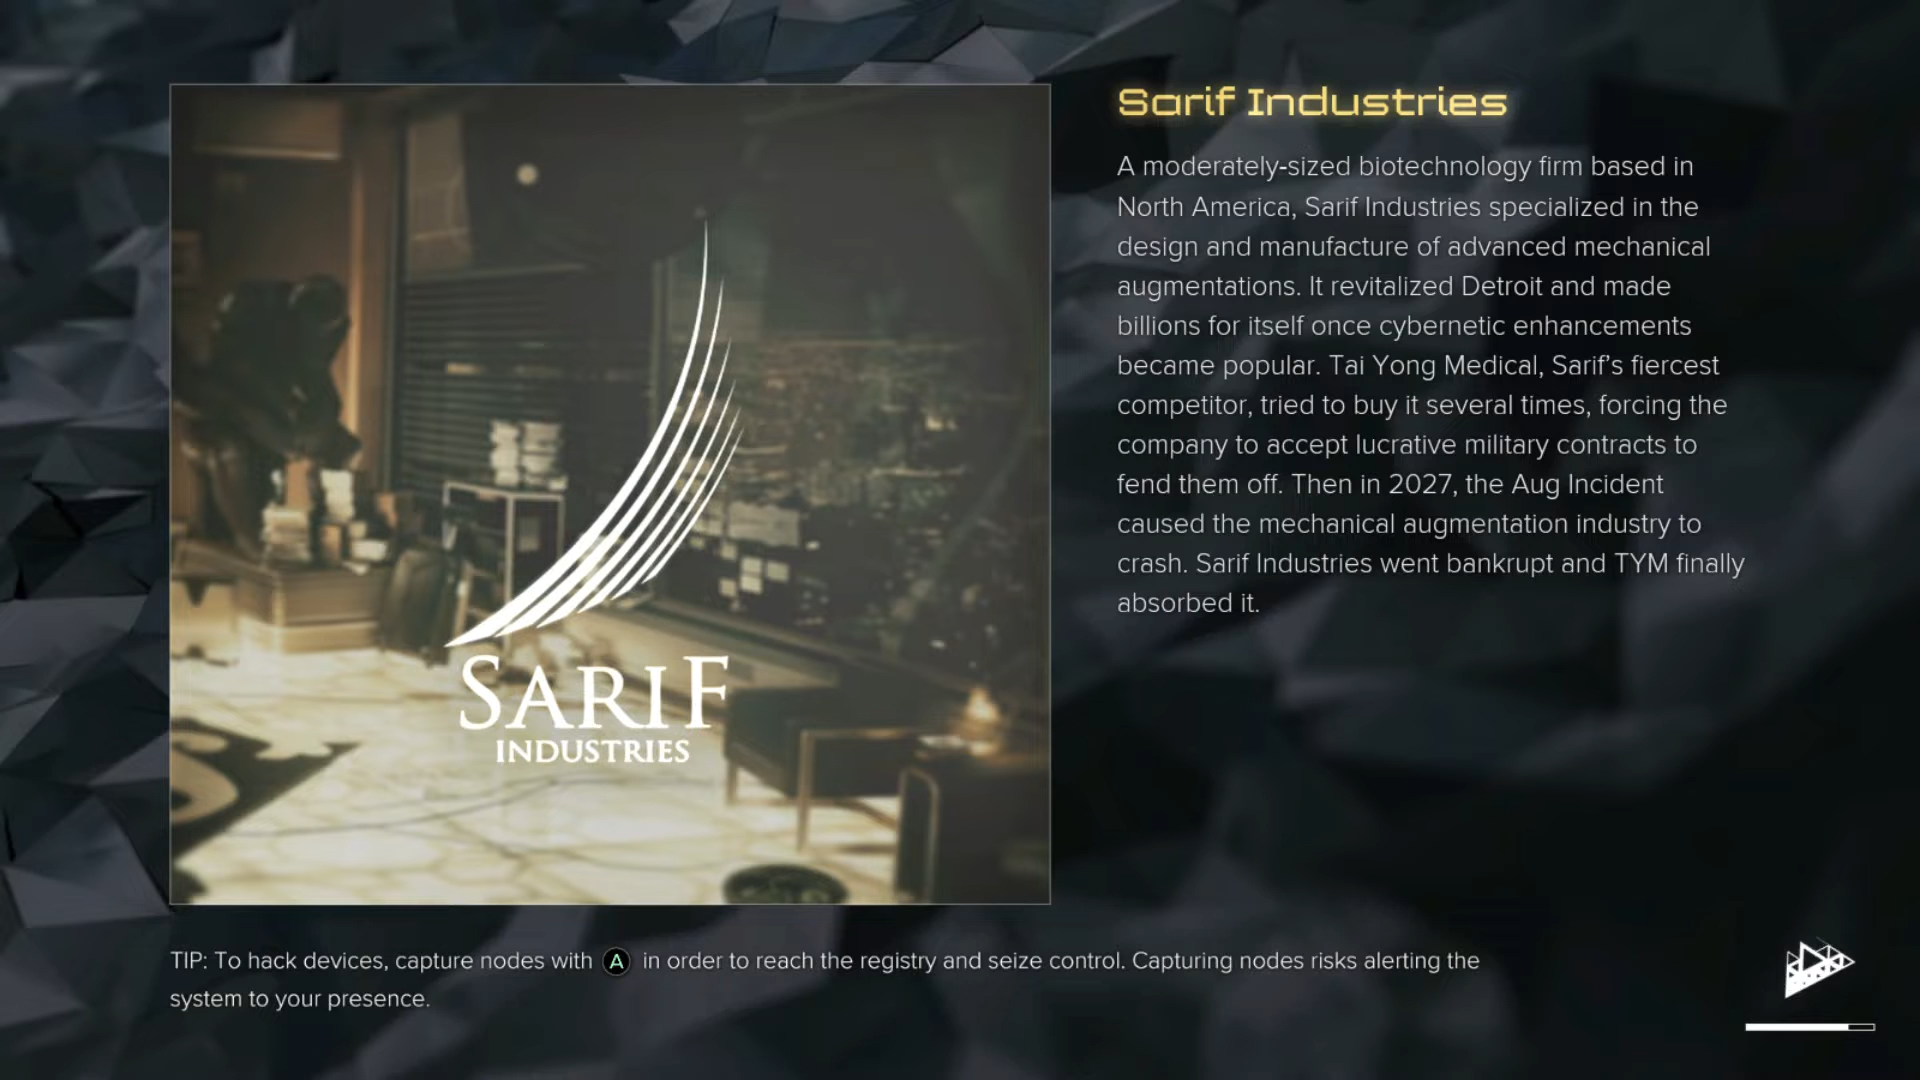 Sarif Industries
A moderately-sized biotechnology firm based in
North America, Sarif Industries specialized in the
design and manufacture of advanced mechanical
augmentations. It revitalized Detroit and made
billions for itself once cybernetic enhancements
became popular. Tai Yong Medical, Sarif’s fiercest
competitor, tried to buy it several times, forcing the
company to accept lucrative military contracts to
fend them off. Then in 2027, the Aug Incident
caused the mechanical augmentation industry to
crash. Sarif Industries went bankrupt and TYM finally
absorbed it.
SARIF
INDUSTRIES
TIP: To hack devices, capture nodes with A in order to reach the registry and seize control. Capturing nodes risks alerting the
system to your presence.